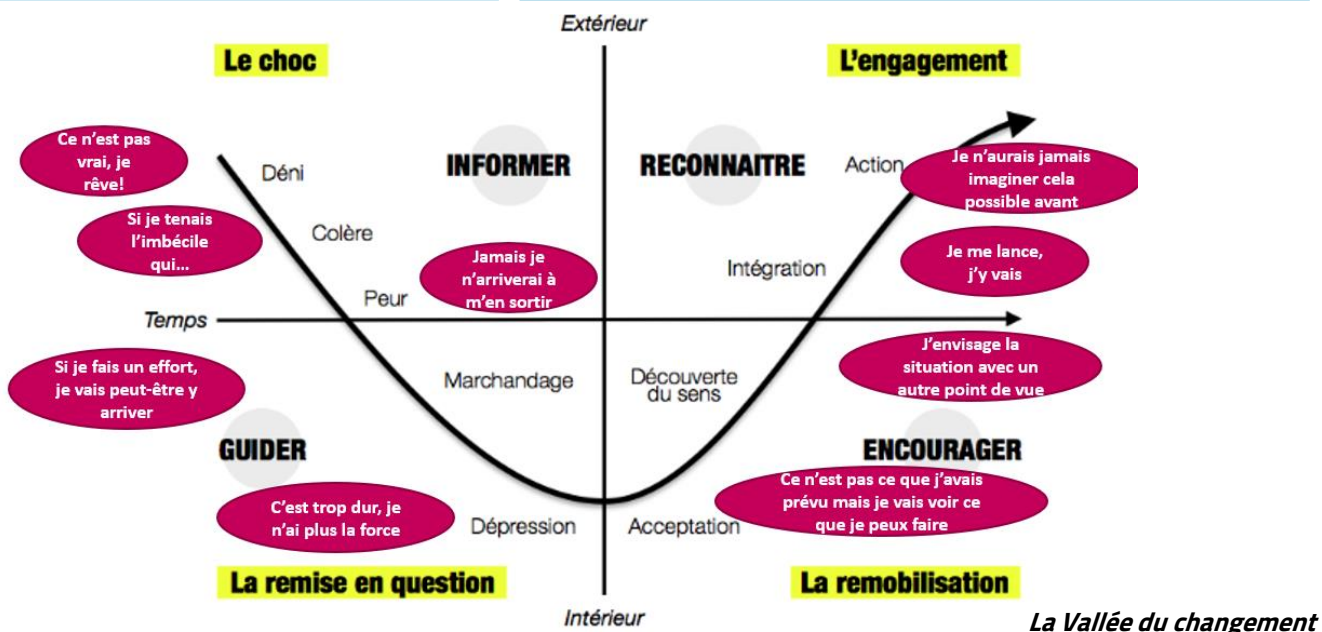 Extérieur
Le choc
L'engagement
Ce n'est pas
vrai, je
rêve!
Déni
INFORMER
RECONNAITRE
Action
Je n'aurais jamais
imaginer cela
possible avant
Si je tenais
l'imbécile
qui...
Colère
Jamais je
n'arriverai à
m'en sortir
Intégration
Je me lance,
j'y vais
Peur
Temps
Si je fais un effort,
je vais peut-être y
arriver
Marchandage
Découverte
du sens
J'envisage la
situation avec un
autre point de vue
GUIDER
ENCOURAGER
C'est trop dur, je
n'ai plus la force
Dépression
Acceptation
Ce n'est pas ce que j'avais
prévu mais je vais voir ce
que je peux faire
La remise en question
La remobilisation
Intérieur
La Vallée du changement